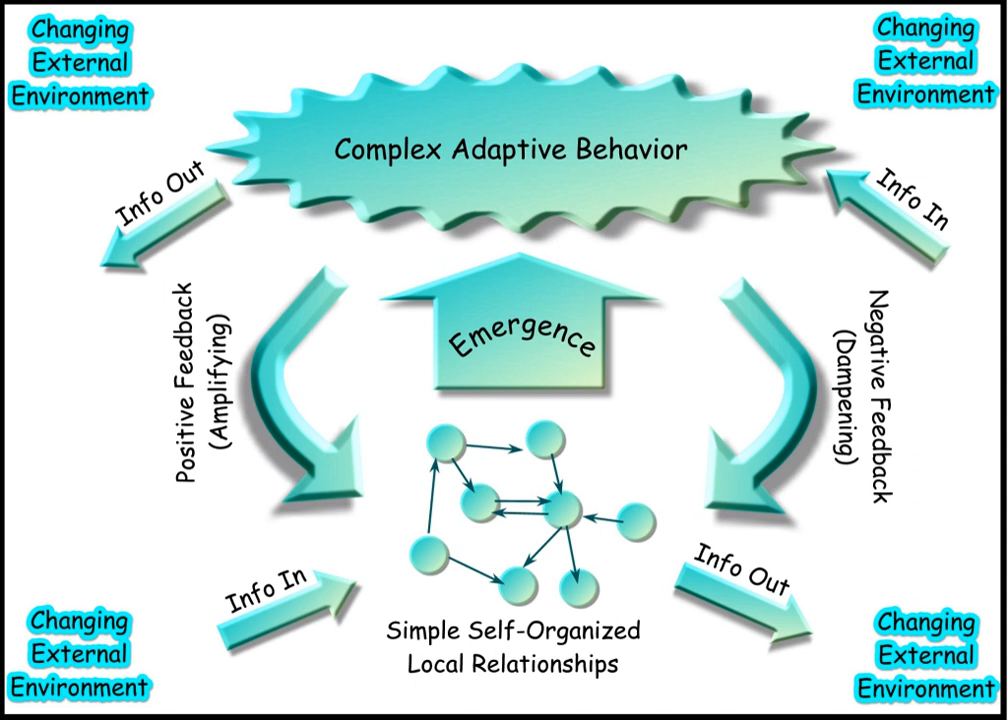 Changing
External
Environment
Changing
External
Environment
Complex Adaptive Behavior
Info Out
Info In
Emergence
Positive Feedback
(Amplifying)
Negative Feedback
(Dampening)
Info In
Info Out
Simple Self-Organized
Local Relationships
Changing
External
Environment
Changing
External
Environment